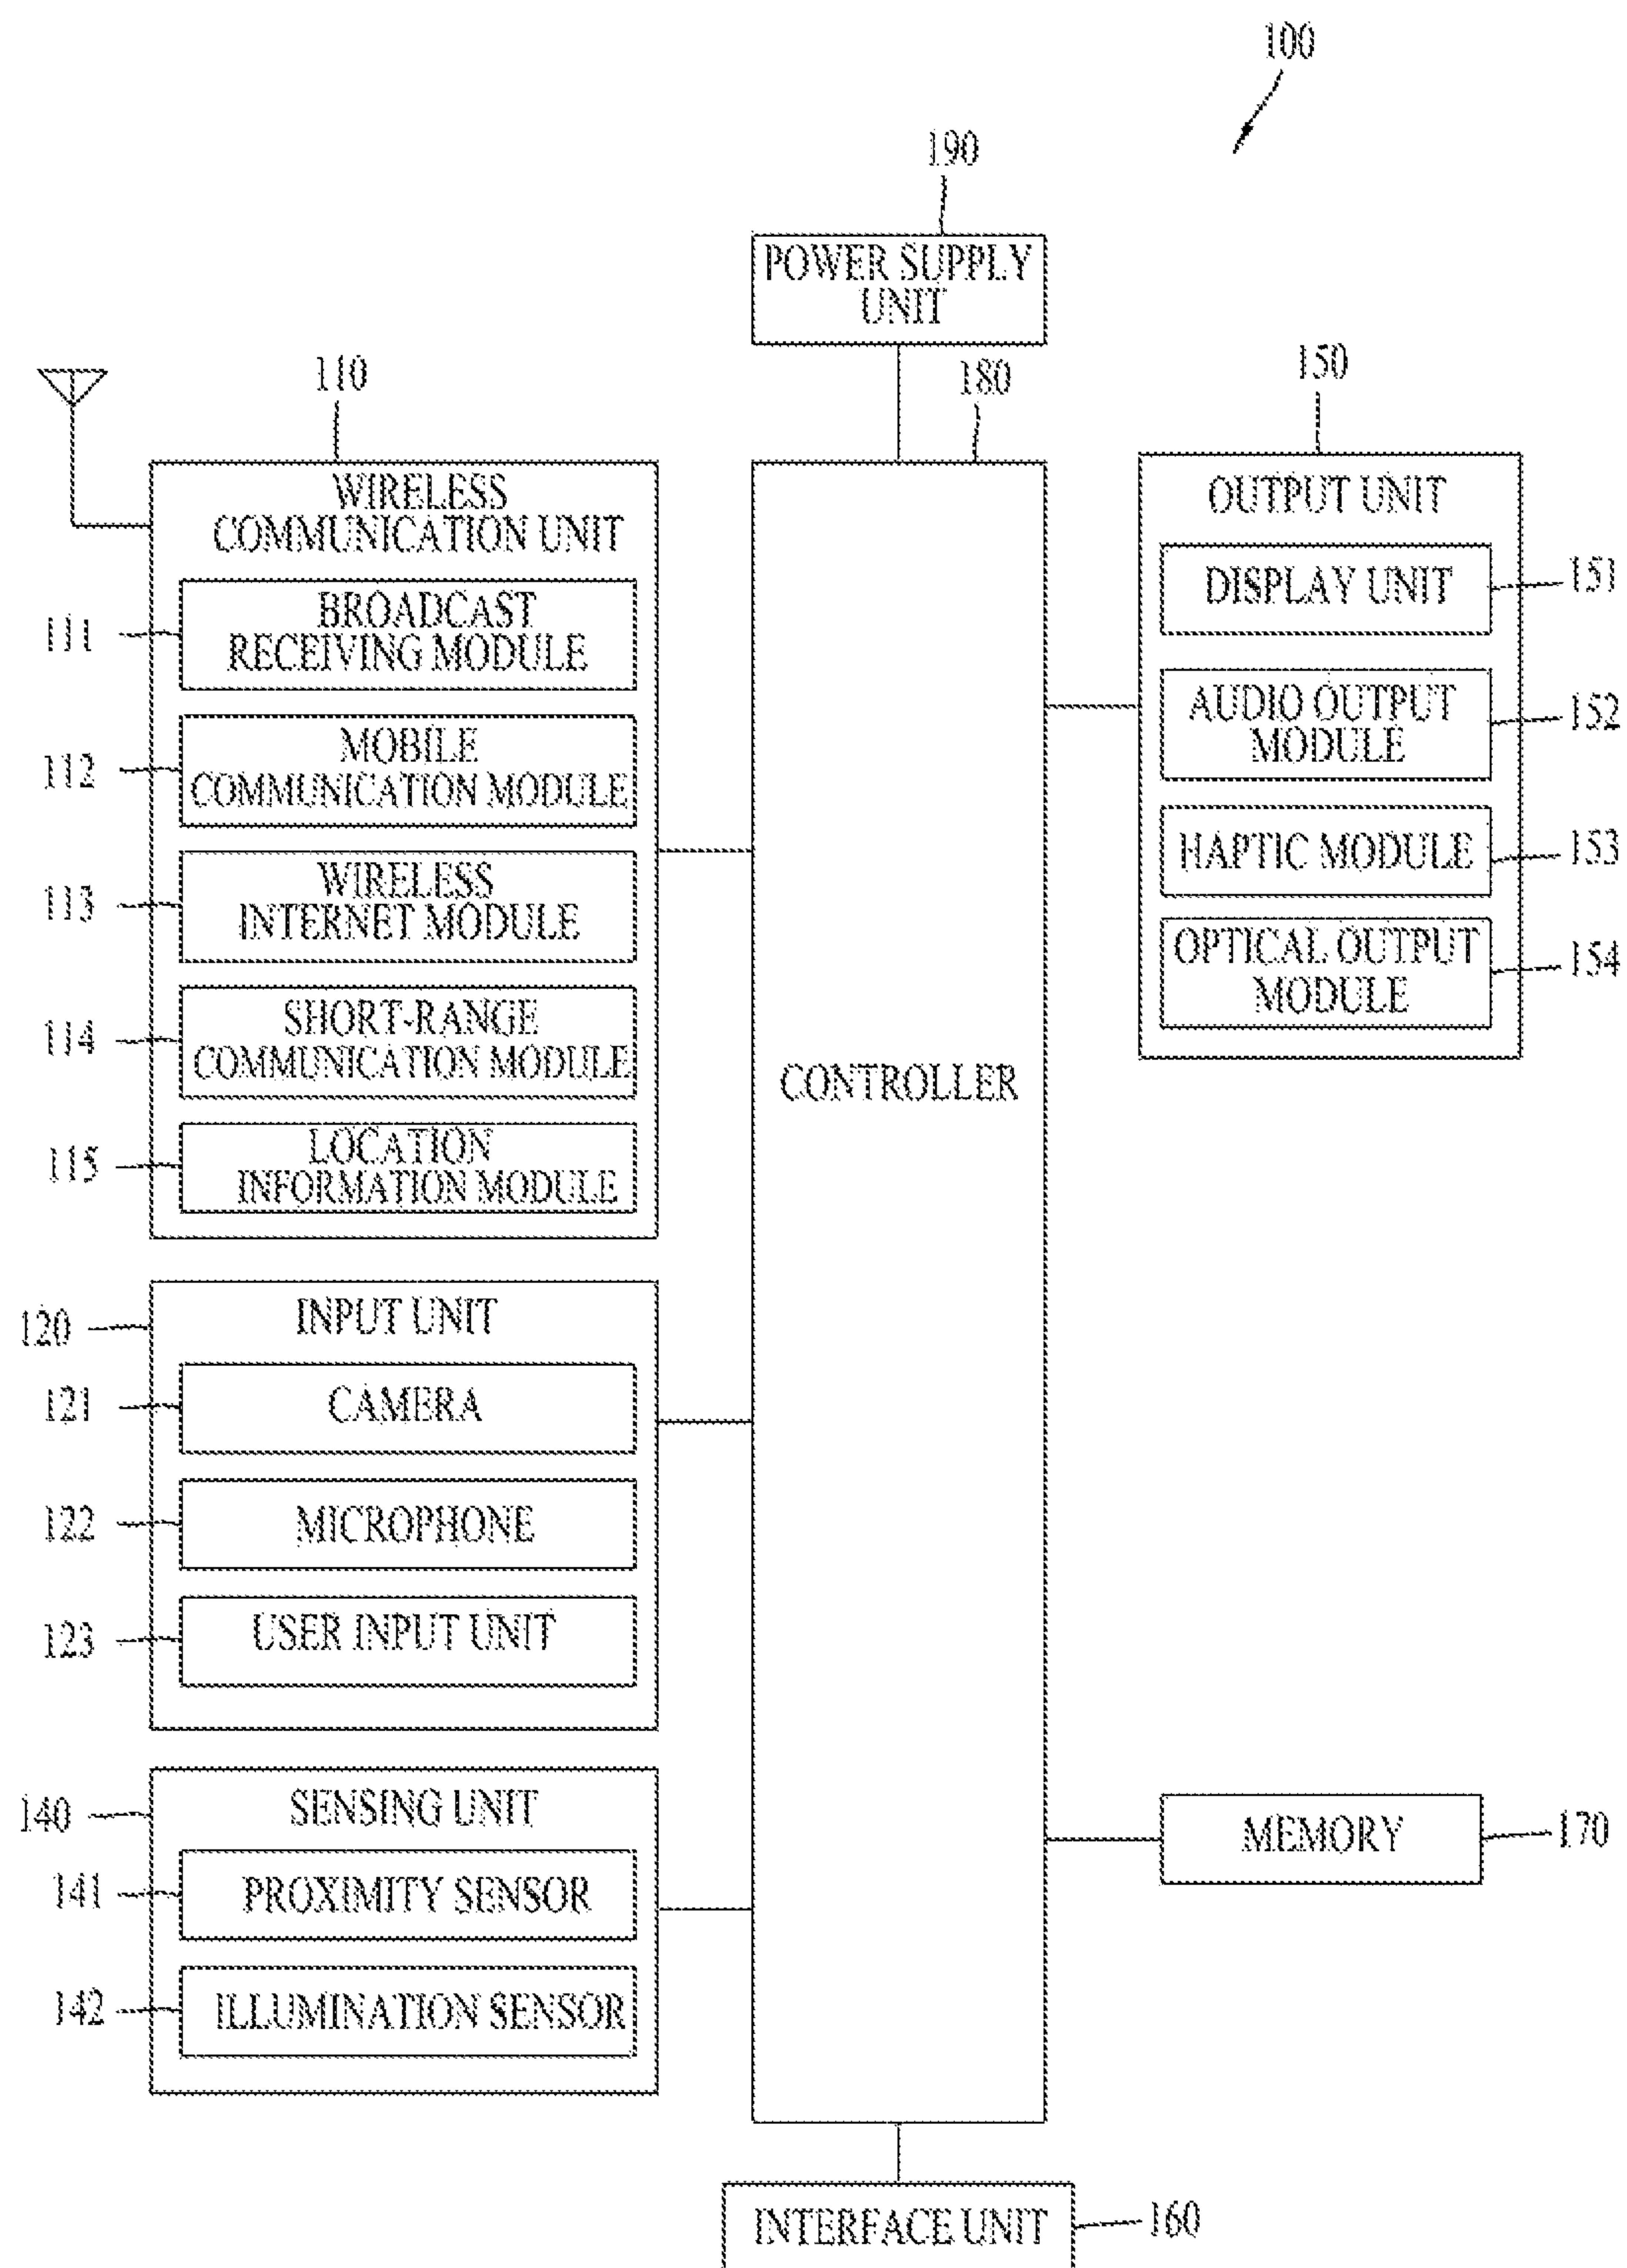 100
190
POWER SUPPLY
UNIT
110
180
150
WIRELESS
COMMUNICATION UNIT
111
BROADCAST
RECEIVING MODULE
112
MOBILE
COMMUNICATION MODULE
113
WIRELESS
INTERNET MODULE
114
SHORT-RANGE
COMMUNICATION MODULE
115
LOCATION
INFORMATION MODULE
120
INPUT UNIT
121
CAMERA
122
MICROPHONE
123
USER INPUT UNIT
140
SENSING UNIT
141
PROXIMITY SENSOR
142
ILLUMINATION SENSOR
CONTROLLER
OUTPUT UNIT
DISPLAY UNIT
151
AUDIO OUTPUT
MODULE
152
HAPTIC MODULE
153
OPTICAL OUTPUT
MODULE
154
MEMORY
170
INTERFACE UNIT
160